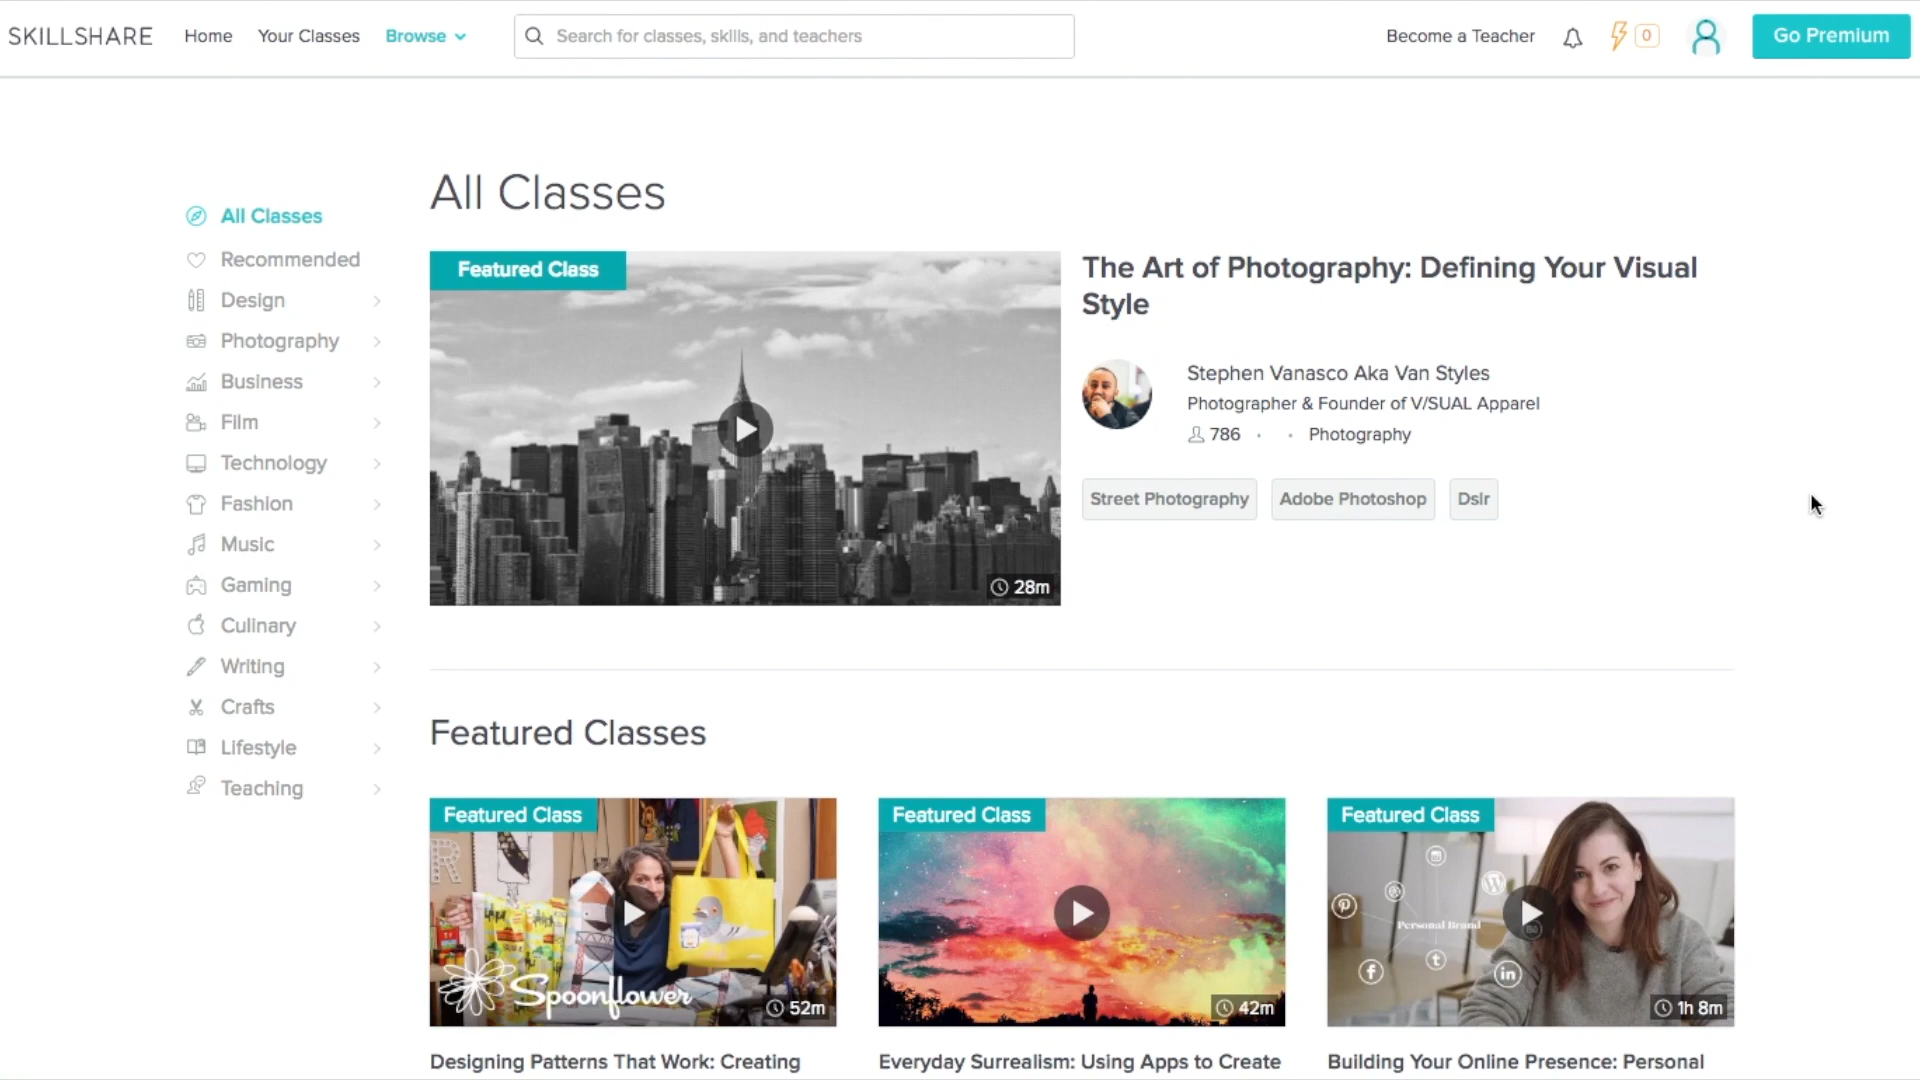 SKILLSHARE
Home
Your Classes
Browse
Search for classes, skills, and teachers
Become a Teacher
0
Go Premium
All Classes
Recommended
Design
Photography
Business
Film
Technology
Fashion
Music
Gaming
Culinary
Writing
Crafts
Lifestyle
Teaching
All Classes
Featured Class
28m
The Art of Photography: Defining Your Visual
Style
Stephen Vanasco Aka Van Styles
Photographer & Founder of V/SUAL Apparel
786 · · Photography
Street Photography
Adobe Photoshop
Dslr
Featured Classes
Featured Class
R
Spoonflower
52m
Designing Patterns That Work: Creating
Featured Class
42m
Everyday Surrealism: Using Apps to Create
Featured Class
Personal Brand
1h 8m
Building Your Online Presence: Personal